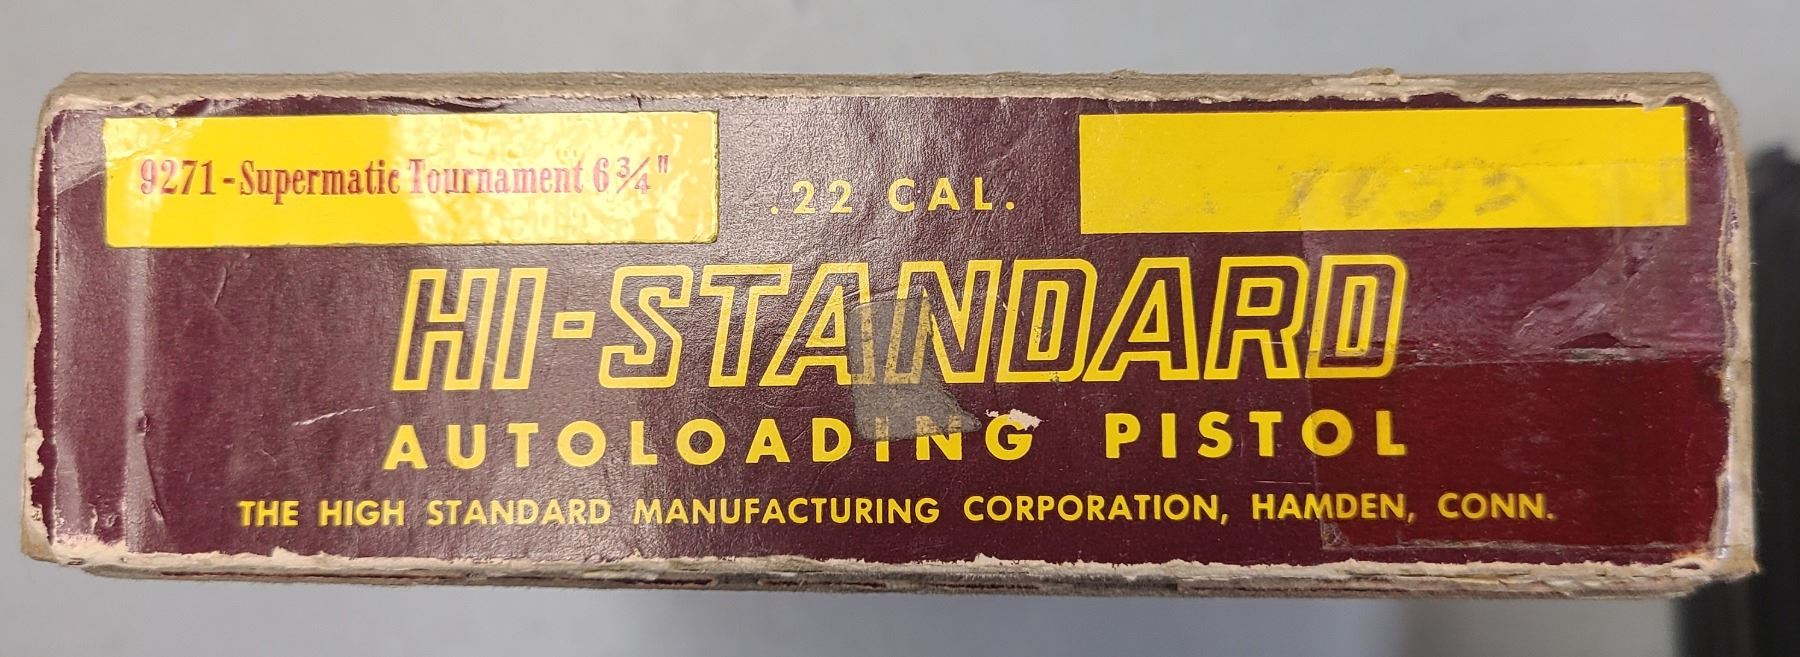 9271-Supermatic Tournament 6¾"
.22 CAL.
HI-STANDARD
AUTOLOADING PISTOL
THE HIGH STANDARD MANUFACTURING CORPORATION, HAMDEN, CONN.